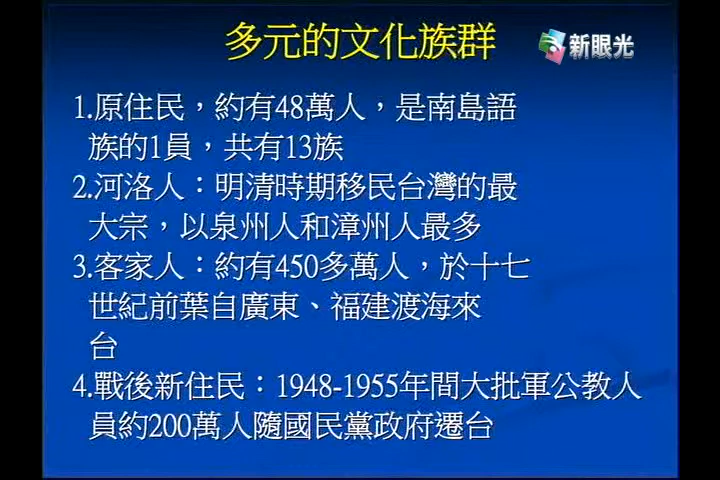 多元的文化族群
新眼光
1.原住民，約有48萬人，是南島語
族的1員，共有13族
2.河洛人：明清時期移民台灣的最
大宗，以泉州人和漳州人最多
3.客家人：約有450多萬人，於十七
世紀前葉自廣東、福建渡海來
台
4.戰後新住民：1948-1955年間大批軍公教人
員約200萬人隨國民黨政府遷台